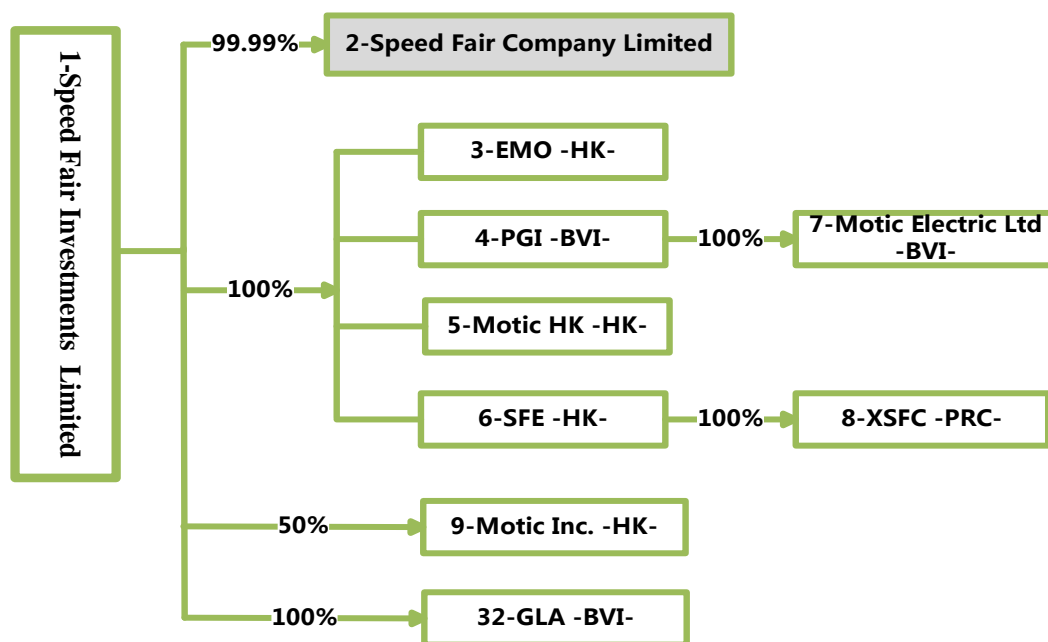 1-Speed Fair Investments Limited
99.99%
2-Speed Fair Company Limited
3-EMO -HK-
100%
4-PGI -BVI-
100%
7-Motic Electric Ltd
-BVI-
5-Motic HK -HK-
6-SFE -HK-
100%
8-XSFC -PRC-
50%
9-Motic Inc. -HK-
100%
32-GLA -BVI-